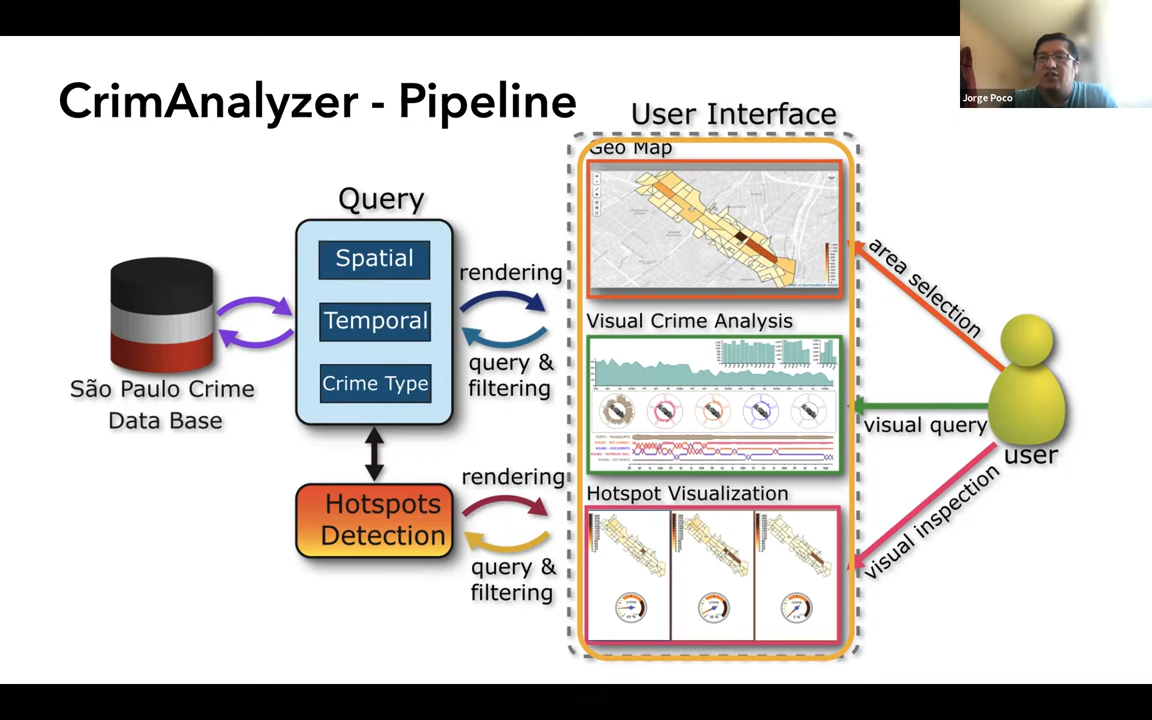 Jorge Poco
CrimAnalyzer - Pipeline
User Interface
Geo Map
Query
Spatial
Temporal
Crime Type
rendering
query &
filtering
São Paulo Crime
Data Base
Visual Crime Analysis
area selection
visual query
user
visual inspection
Hotspots
Detection
rendering
query &
filtering
Hotspot Visualization